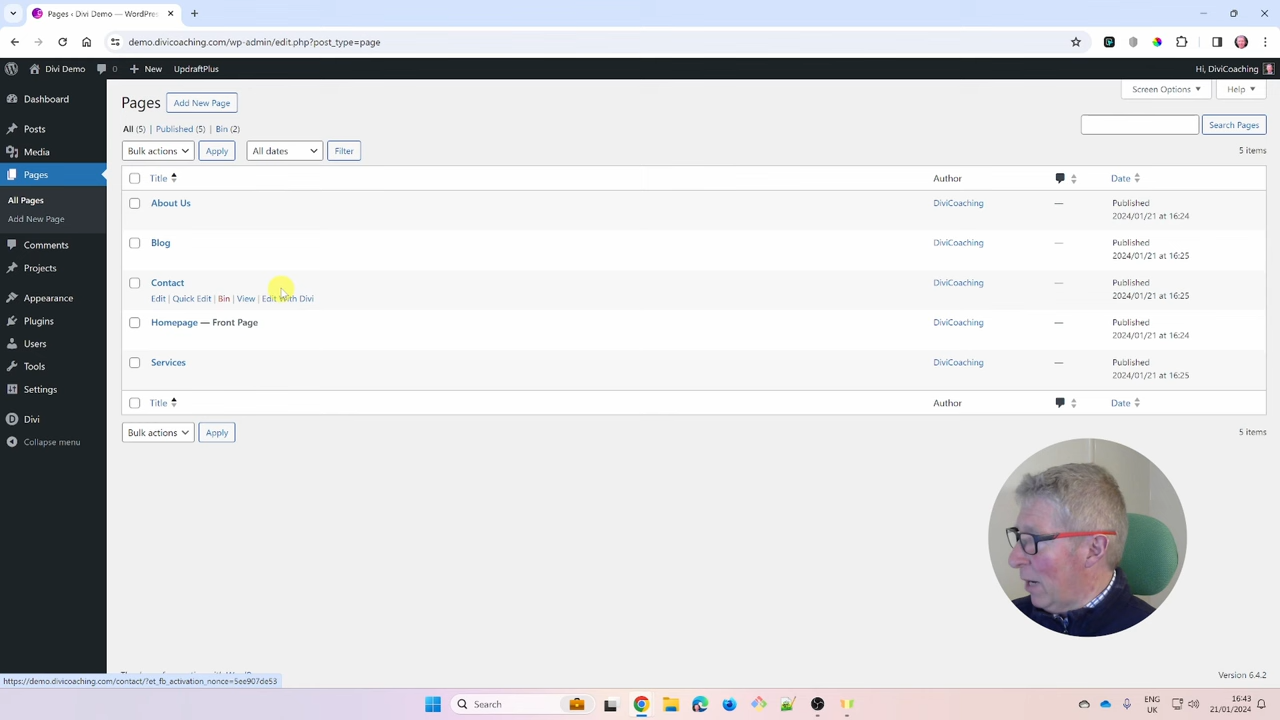 Pages ‹ Divi Demo — WordPres
demo.divicoaching.com/wp-admin/edit.php?post_type=page
Divi Demo 0 New UpdraftPlus Hi, DiviCoaching
Dashboard
Posts
Media
Pages
All Pages
Add New Page
Comments
Projects
Appearance
Plugins
Users
Tools
Settings
Divi
Collapse menu
Screen Options Help
Pages Add New Page
All (5) | Published (5) | Bin (2)
Search Pages
Bulk actions Apply All dates Filter 5 items
Title Author Date
About Us DiviCoaching — Published
2024/01/21 at 16:24
Blog DiviCoaching — Published
2024/01/21 at 16:25
Contact DiviCoaching — Published
Edit | Quick Edit | Bin | View | Edit With Divi 2024/01/21 at 16:25
Homepage — Front Page DiviCoaching — Published
2024/01/21 at 16:24
Services DiviCoaching — Published
2024/01/21 at 16:25
Title Author Date
Bulk actions Apply 5 items
Version 6.4.2
https://demo.divicoaching.com/contact/?et_fb_activation_nonce=5ee907de53
Search
ENG
UK
16:43
21/01/2024